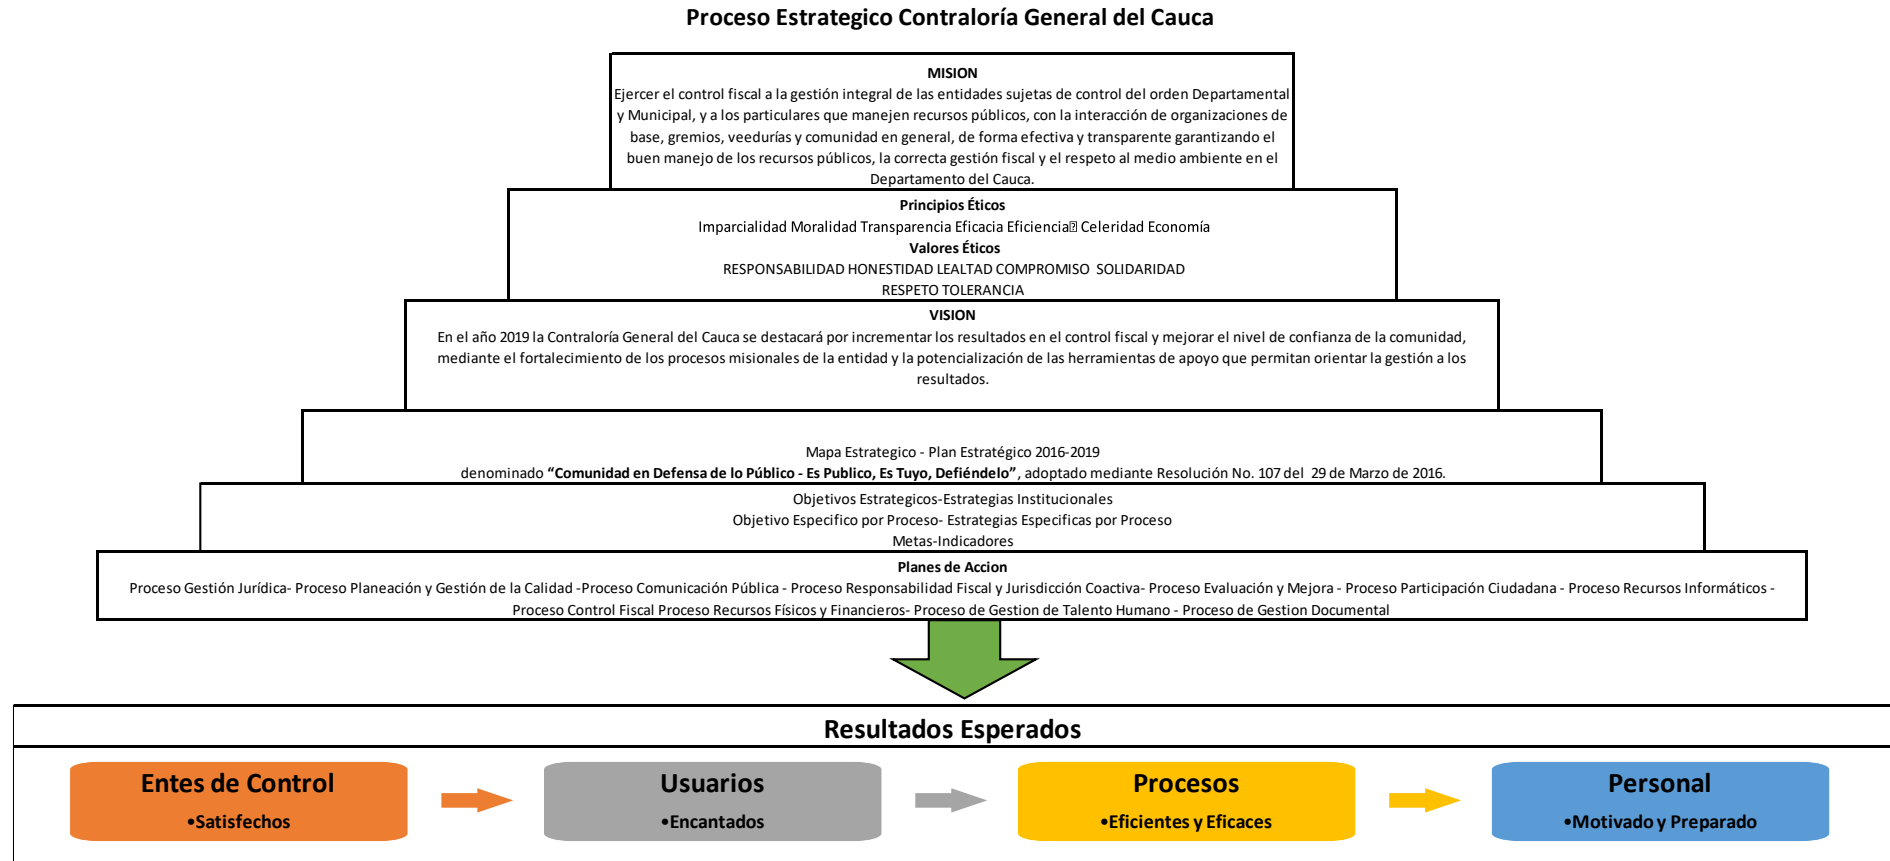 Proceso Estrategico Contraloría General del Cauca
MISION
Ejercer el control fiscal a la gestión integral de las entidades sujetas de control del orden Departamental
y Municipal, y a los particulares que manejen recursos públicos, con la interacción de organizaciones de
base, gremios, veedurías y comunidad en general, de forma efectiva y transparente garantizando el
buen manejo de los recursos públicos, la correcta gestión fiscal y el respeto al medio ambiente en el
Departamento del Cauca.
Principios Éticos
Imparcialidad Moralidad Transparencia Eficacia Eficiencia Celeridad Economía
Valores Éticos
RESPONSABILIDAD HONESTIDAD LEALTAD COMPROMISO  SOLIDARIDAD
RESPETO TOLERANCIA
VISION
En el año 2019 la Contraloría General del Cauca se destacará por incrementar los resultados en el control fiscal y mejorar el nivel de confianza de la comunidad,
mediante el fortalecimiento de los procesos misionales de la entidad y la potencialización de las herramientas de apoyo que permitan orientar la gestión a los
resultados.
Mapa Estrategico - Plan Estratégico 2016-2019
denominado “Comunidad en Defensa de lo Público - Es Publico, Es Tuyo, Defiéndelo”, adoptado mediante Resolución No. 107 del  29 de Marzo de 2016.
Objetivos Estrategicos-Estrategias Institucionales
Objetivo Especifico por Proceso- Estrategias Especificas por Proceso
Metas-Indicadores
Planes de Accion
Proceso Gestión Jurídica- Proceso Planeación y Gestión de la Calidad -Proceso Comunicación Pública - Proceso Responsabilidad Fiscal y Jurisdicción Coactiva- Proceso Evaluación y Mejora - Proceso Participación Ciudadana - Proceso Recursos Informáticos -
Proceso Control Fiscal Proceso Recursos Físicos y Financieros- Proceso de Gestion de Talento Humano - Proceso de Gestion Documental
Resultados Esperados
Entes de Control
•Satisfechos
Usuarios
•Encantados
Procesos
•Eficientes y Eficaces
Personal
•Motivado y Preparado